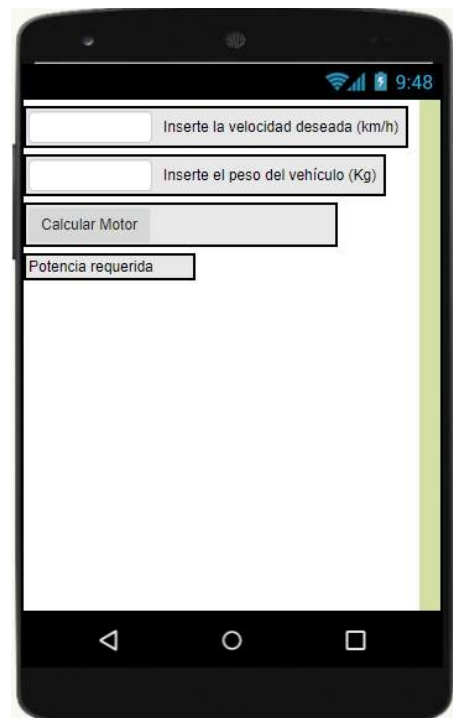 9:48
Inserte la velocidad deseada (km/h)
Inserte el peso del vehículo (Kg)
Calcular Motor
Potencia requerida